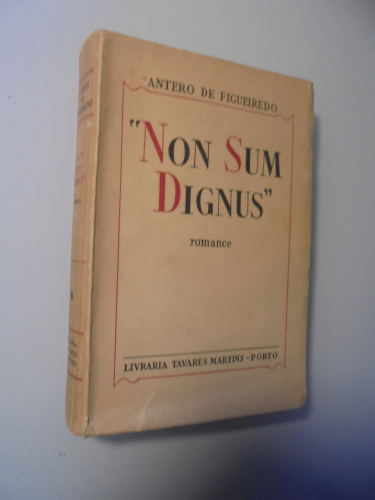 ANTERO DE FIGUEIREDO
"NON SUM
DIGNUS"
romance
LIVRARIA TAVARES MARTINS-PORTO